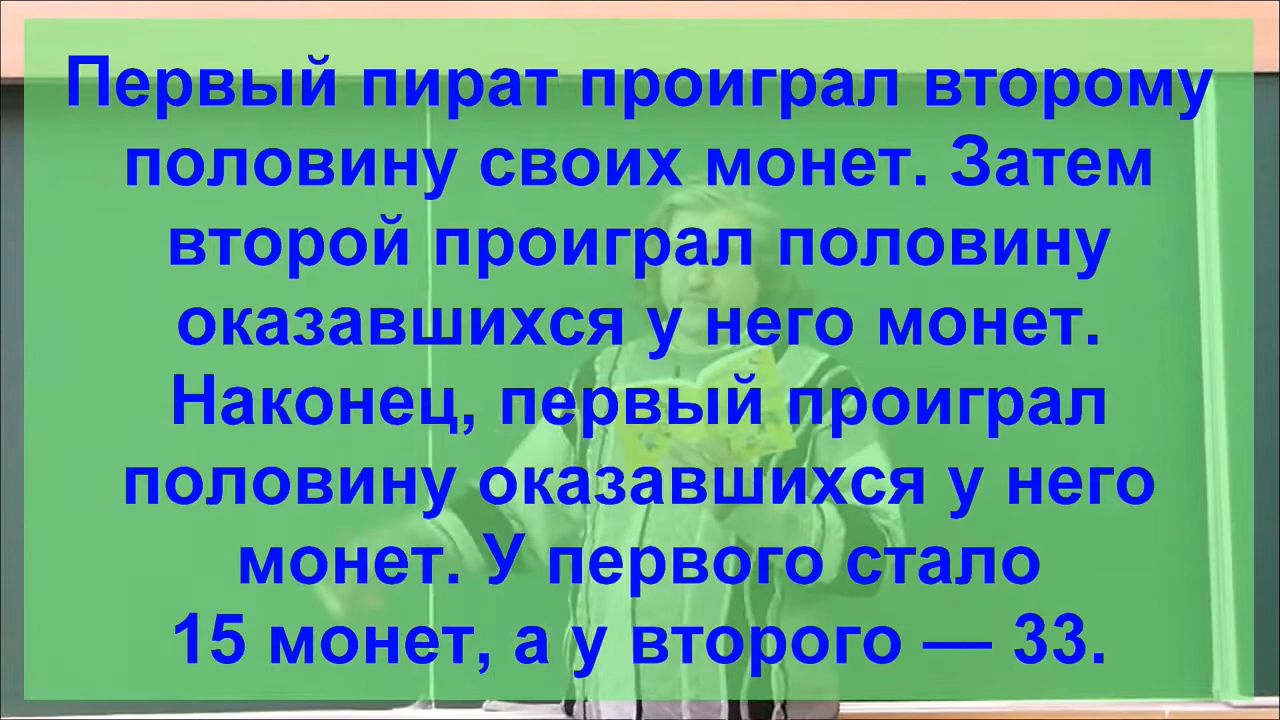 Первый пират проиграл второму
половину своих монет. Затем
второй проиграл половину
оказавшихся у него монет.
Наконец, первый проиграл
половину оказавшихся у него
монет. У первого стало
15 монет, а у второго — 33.